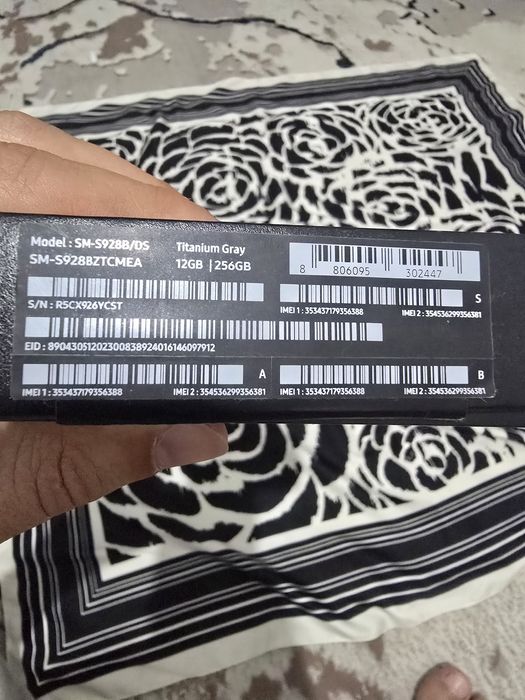 Model : SM-S928B/DS
SM-S928BZTCMEA
Titanium Gray
12GB | 256GB
8 806095 302447
S/N : R5CX926YCST
S
IMEI 1 : 353437179356388 IMEI 2 : 354536299356381
EID : 89043051202300838924016146097912
A
IMEI 1 : 353437179356388 IMEI 2 : 354536299356381
B
IMEI 1 : 353437179356388 IMEI 2 : 354536299356381